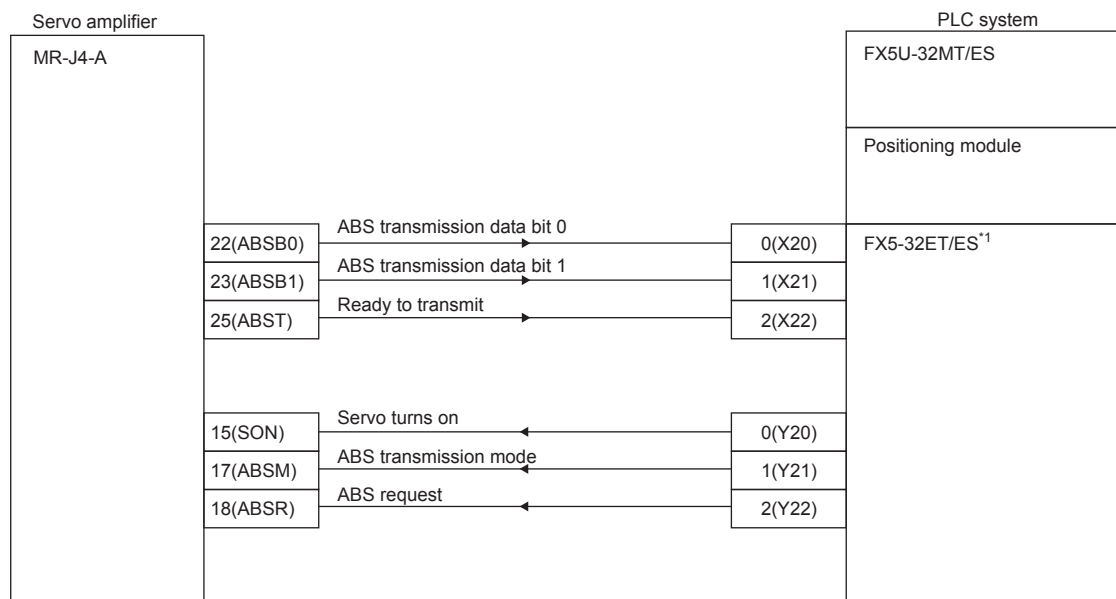 Servo amplifier
PLC system
MR-J4-A
FX5U-32MT/ES
Positioning module
22(ABSB0)
ABS transmission data bit 0
0(X20)
FX5-32ET/ES*1
23(ABSB1)
ABS transmission data bit 1
1(X21)
25(ABST)
Ready to transmit
2(X22)
15(SON)
Servo turns on
0(Y20)
17(ABSM)
ABS transmission mode
1(Y21)
18(ABSR)
ABS request
2(Y22)